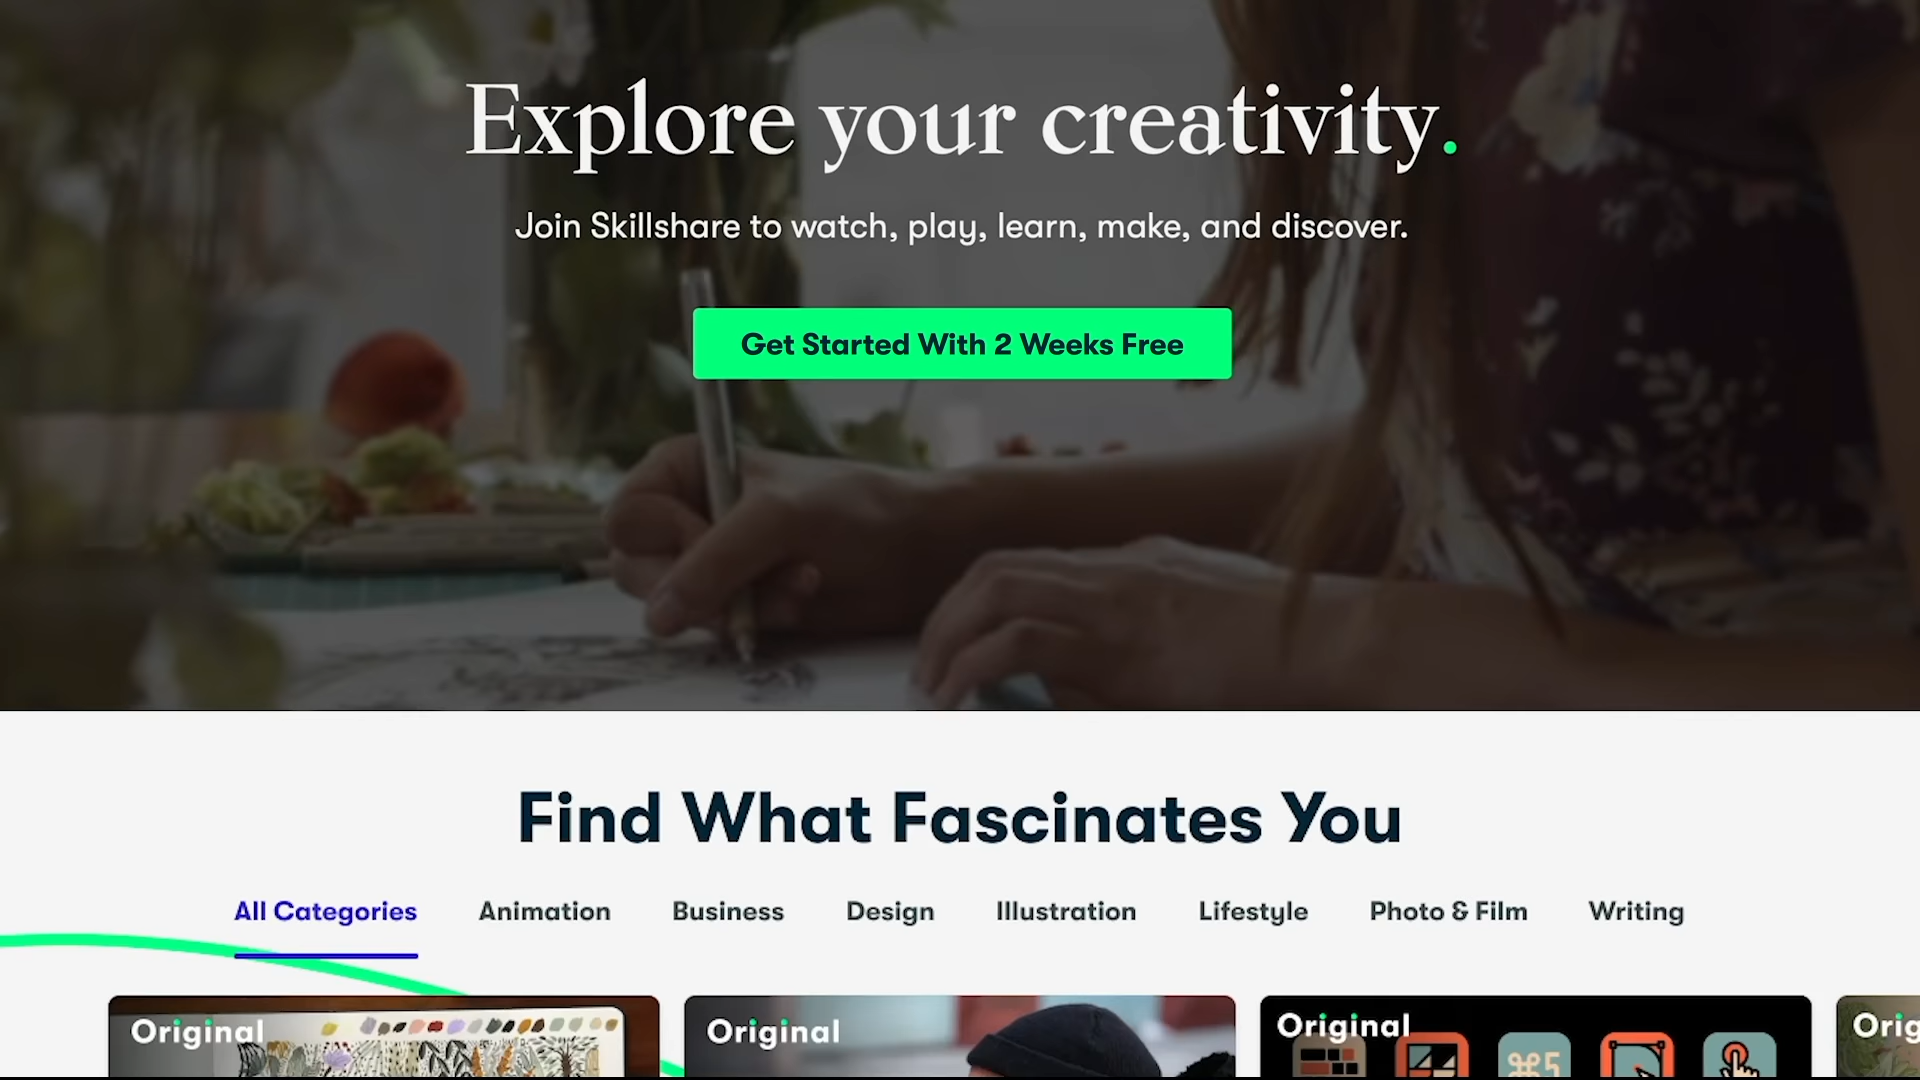 Explore your creativity.
Join Skillshare to watch, play, learn, make, and discover.
Get Started With 2 Weeks Free
Find What Fascinates You
All Categories Animation Business Design Illustration Lifestyle Photo & Film Writing
Original Original Original
⌘5